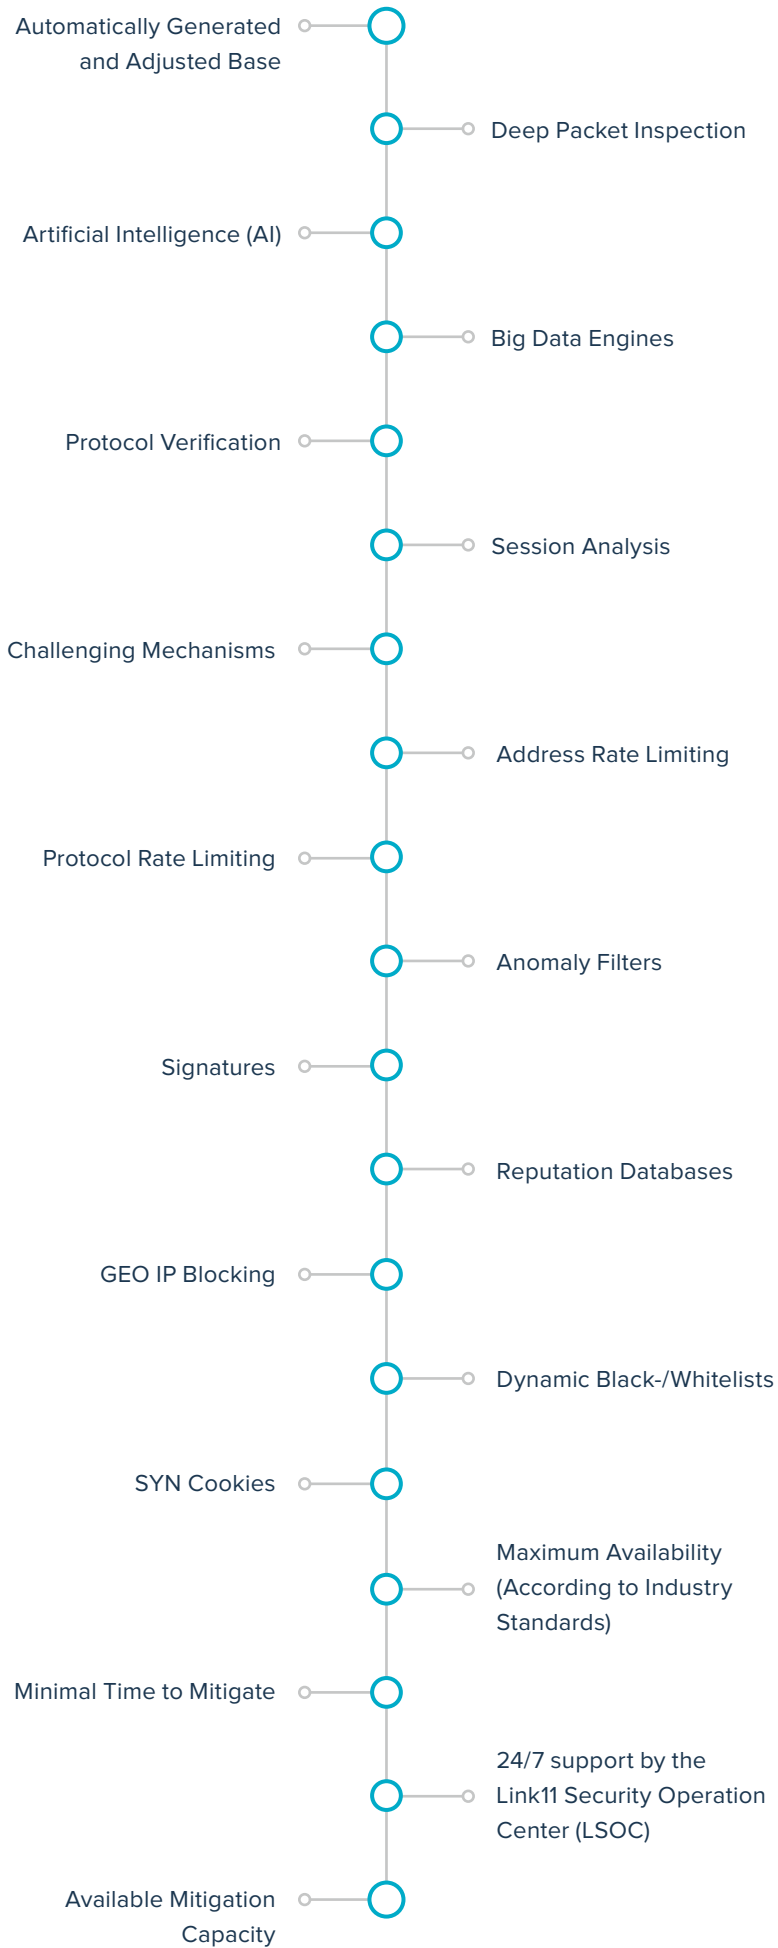 Automatically Generated
and Adjusted Base
Deep Packet Inspection
Artificial Intelligence (AI)
Big Data Engines
Protocol Verification
Session Analysis
Challenging Mechanisms
Address Rate Limiting
Protocol Rate Limiting
Anomaly Filters
Signatures
Reputation Databases
GEO IP Blocking
Dynamic Black-/Whitelists
SYN Cookies
Maximum Availability
(According to Industry
Standards)
Minimal Time to Mitigate
24/7 support by the
Link11 Security Operation
Center (LSOC)
Available Mitigation
Capacity